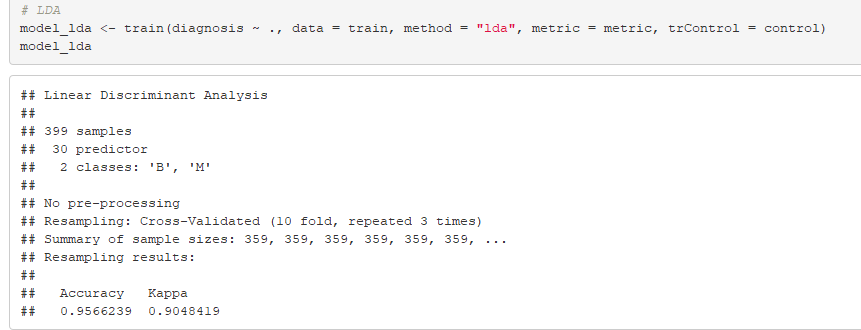 # LDA
model_lda <- train(diagnosis ~ ., data = train, method = "lda", metric = metric, trControl = control)
model_lda
## Linear Discriminant Analysis
##
## 399 samples
##  30 predictor
##   2 classes: 'B', 'M'
##
## No pre-processing
## Resampling: Cross-Validated (10 fold, repeated 3 times)
## Summary of sample sizes: 359, 359, 359, 359, 359, 359, ...
## Resampling results:
##
##   Accuracy   Kappa
##   0.9566239  0.9048419